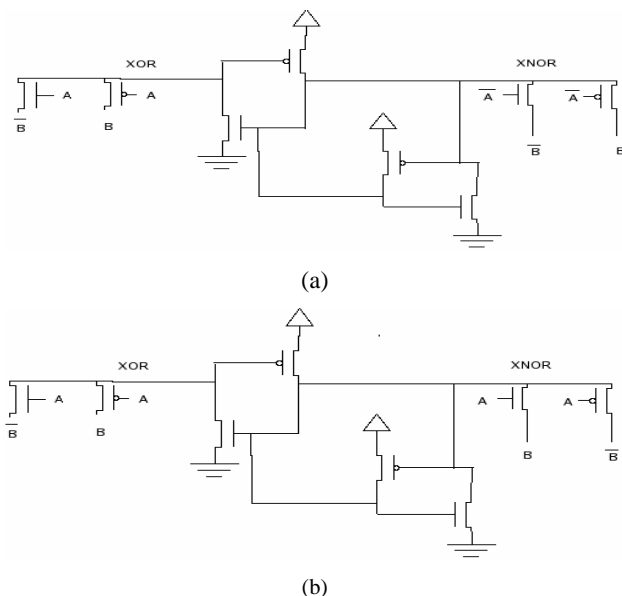 XOR XNOR
A A A̅ A̅
B̅ B B̅ B
(a)
XOR XNOR
A A A A
B̅ B B B̅
(b)